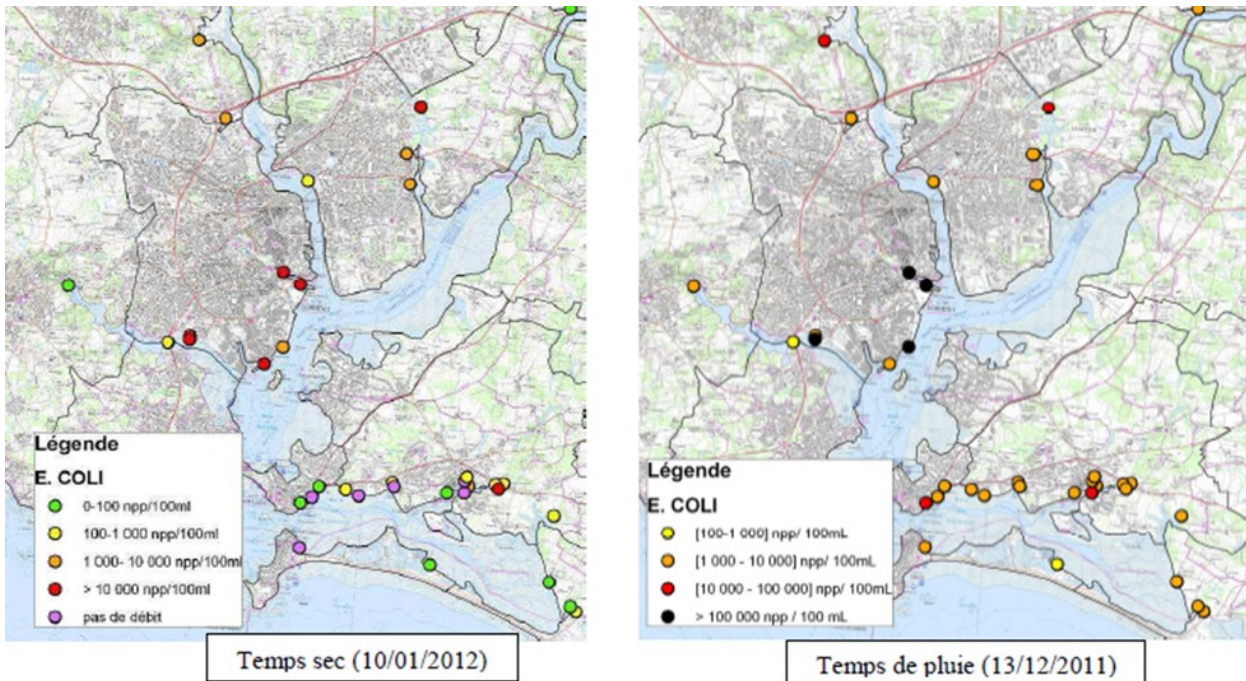 Légende
E. COLI
0-100 npp/100ml
100-1 000 npp/100ml
1 000- 10 000 npp/100ml
> 10 000 npp/100ml
pas de débit
Temps sec (10/01/2012)
Légende
E. COLI
[100-1 000] npp/ 100mL
[1 000 - 10 000] npp/ 100mL
[10 000 - 100 000] npp/ 100mL
> 100 000 npp / 100 mL
Temps de pluie (13/12/2011)